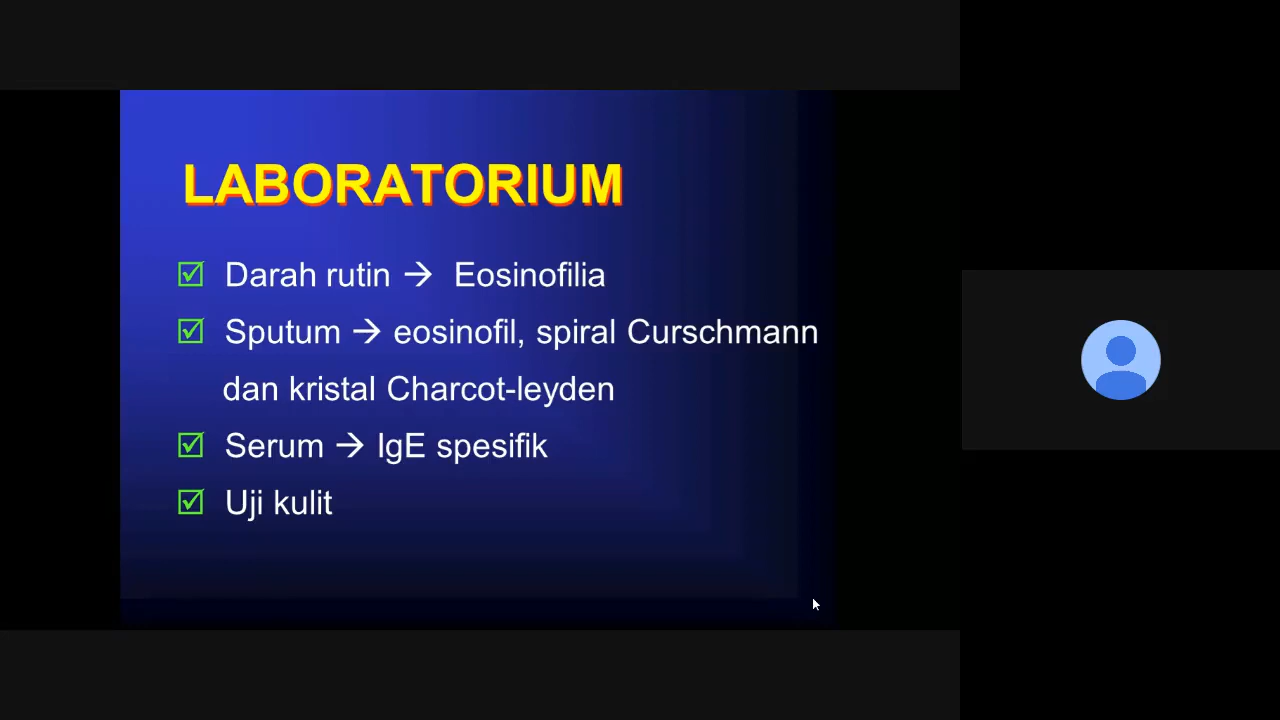 LABORATORIUM
☑ Darah rutin → Eosinofilia
☑ Sputum → eosinofil, spiral Curschmann
dan kristal Charcot-leyden
☑ Serum → IgE spesifik
☑ Uji kulit